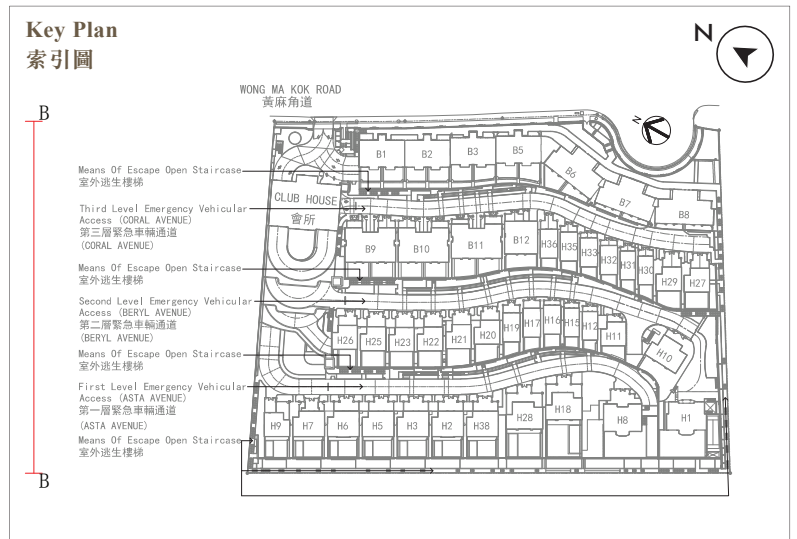 Key Plan
索引圖
N
WONG MA KOK ROAD
黃麻角道
N
B
B
Means Of Escape Open Staircase
室外逃生樓梯
Third Level Emergency Vehicular
Access (CORAL AVENUE)
第三層緊急車輛通道
(CORAL AVENUE)
Means Of Escape Open Staircase
室外逃生樓梯
Second Level Emergency Vehicular
Access (BERYL AVENUE)
第二層緊急車輛通道
(BERYL AVENUE)
Means Of Escape Open Staircase
室外逃生樓梯
First Level Emergency Vehicular
Access (ASTA AVENUE)
第一層緊急車輛通道
(ASTA AVENUE)
Means Of Escape Open Staircase
室外逃生樓梯
CLUB HOUSE
會所
B1 B2 B3 B5
B6
B7
B8
B9 B10 B11 B12
H36 H35 H33 H32 H31 H30 H29 H27
H26 H25 H23 H22 H21 H20 H19 H17 H16 H15 H12 H11
H10
H9 H7 H6 H5 H3 H2 H38 H28 H18 H8 H1